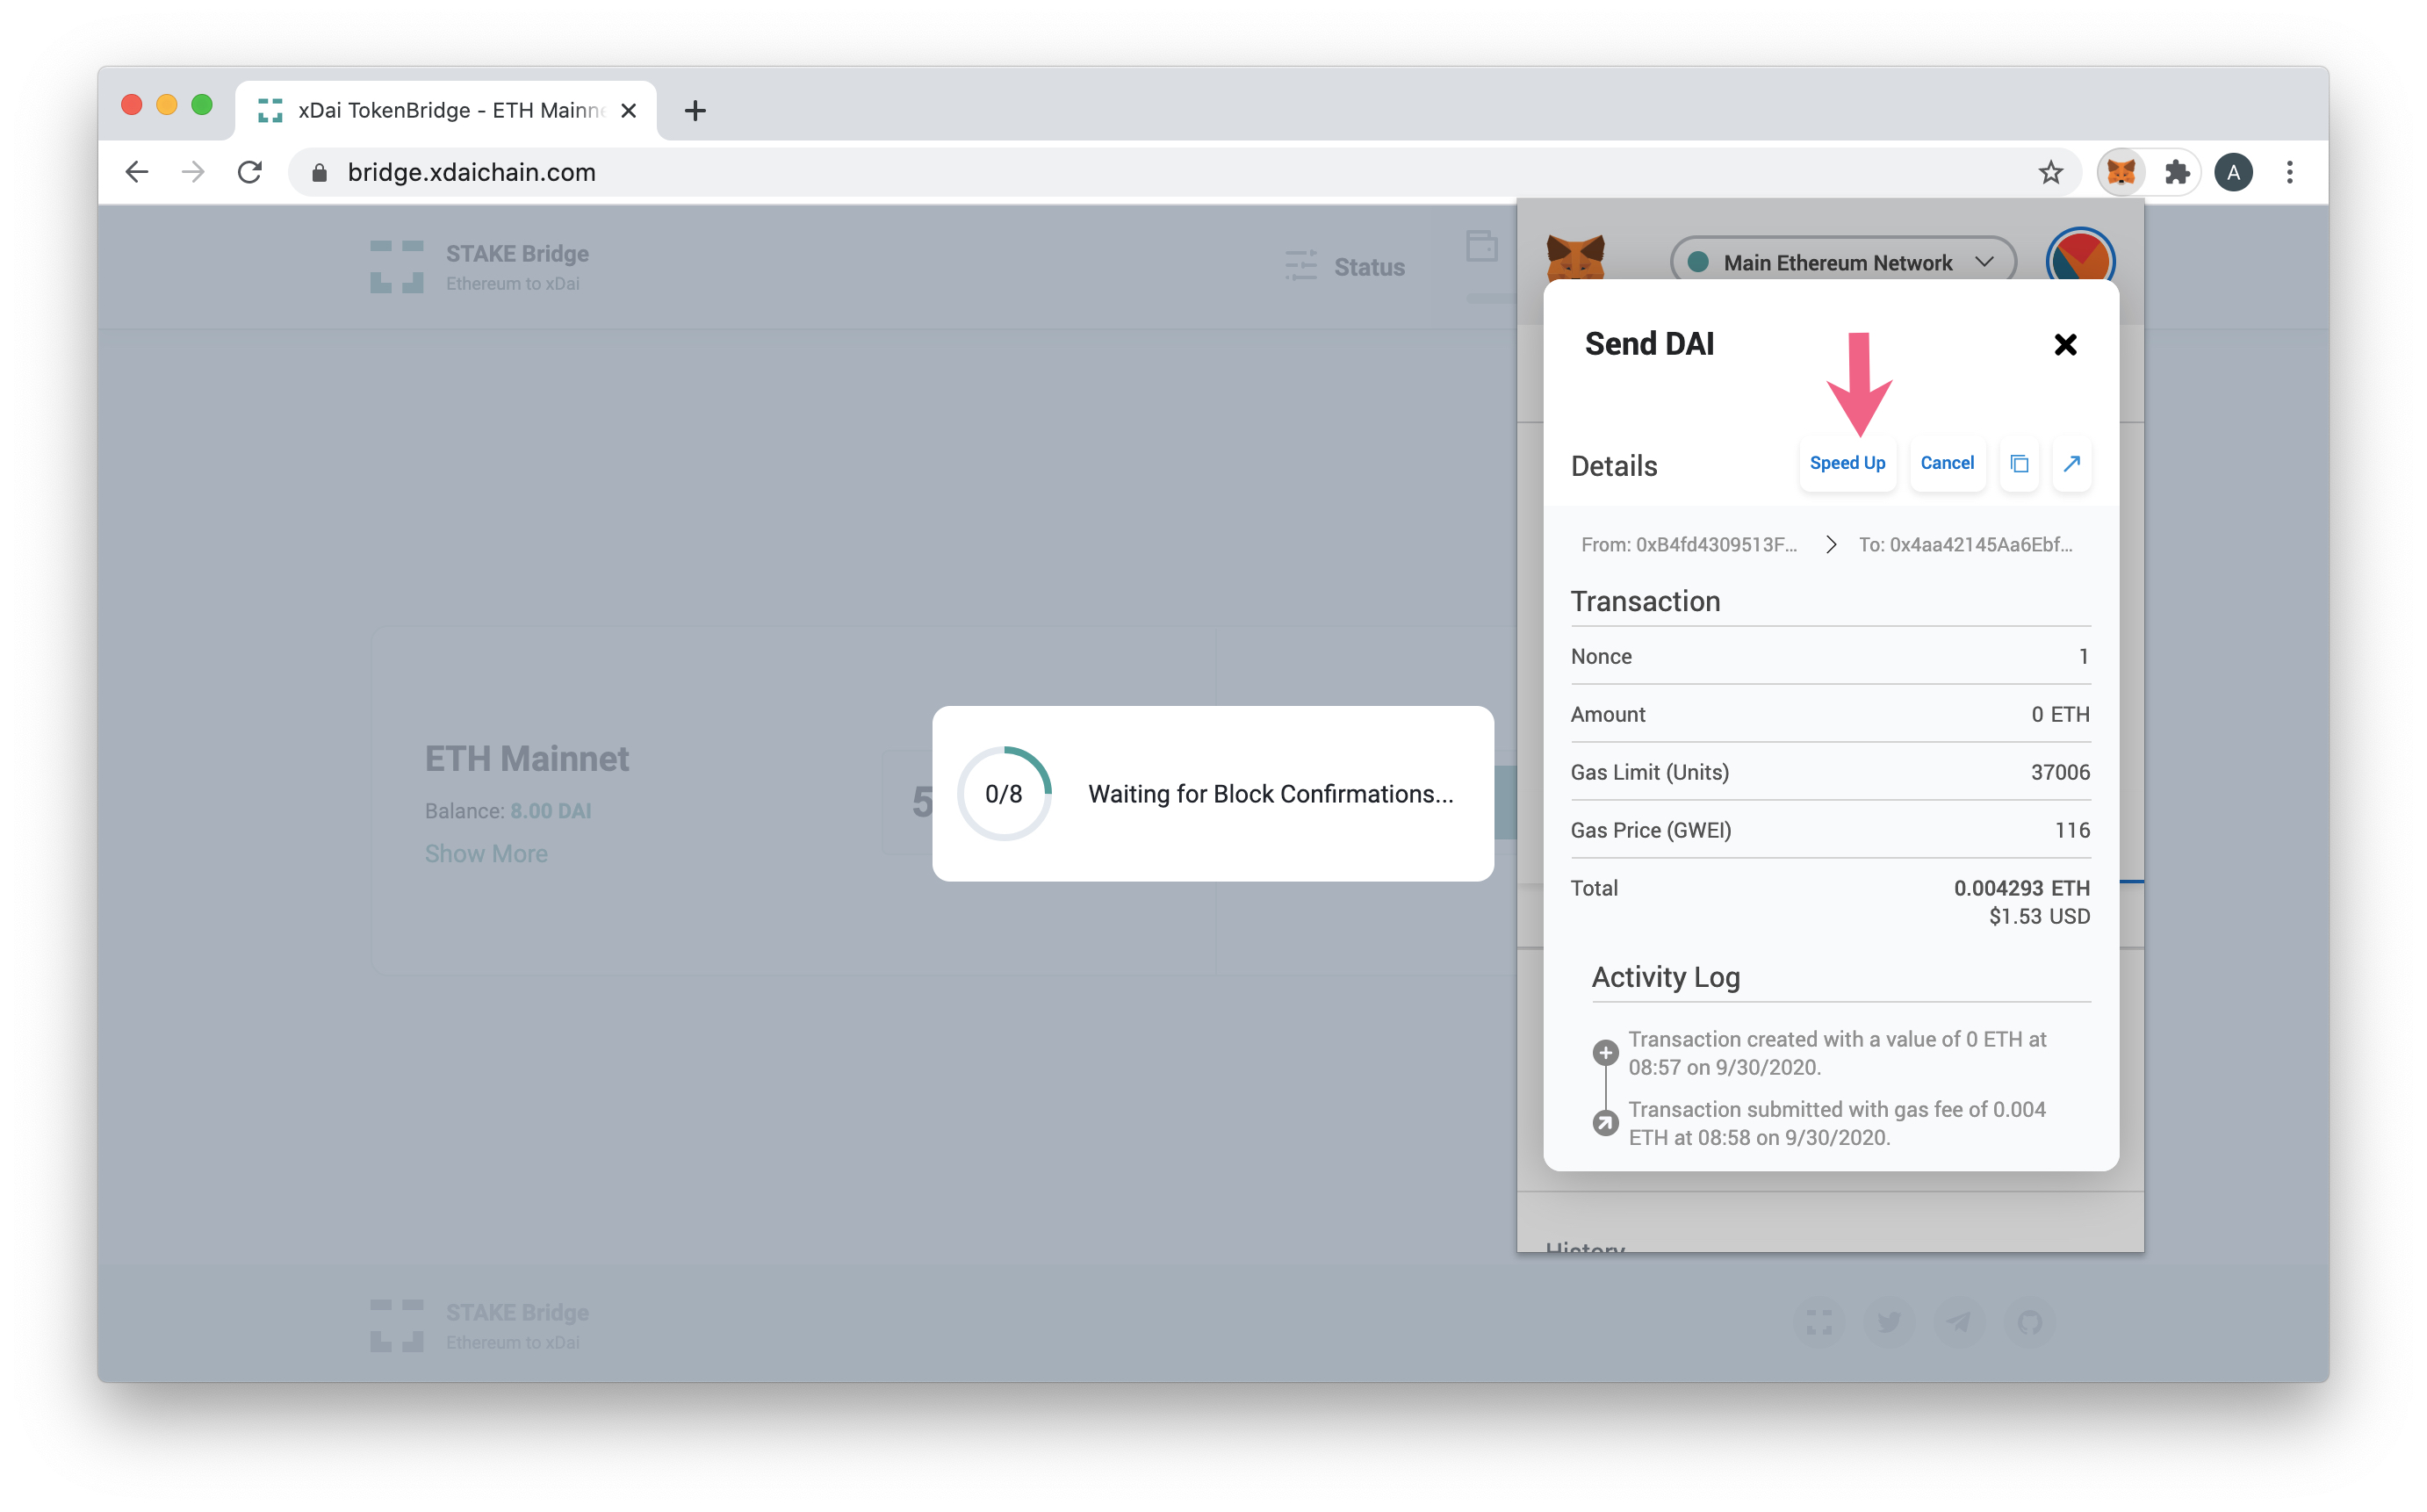 xDai TokenBridge - ETH Mainne
bridge.xdaichain.com
A
STAKE Bridge
Ethereum to xDai
Status
Main Ethereum Network
Send DAI
Details
Speed Up
Cancel
From: 0xB4fd4309513F...
To: 0x4aa42145Aa6Ebf...
Transaction
Nonce 1
Amount 0 ETH
Gas Limit (Units) 37006
Gas Price (GWEI) 116
Total 0.004293 ETH
$1.53 USD
Activity Log
Transaction created with a value of 0 ETH at
08:57 on 9/30/2020.
Transaction submitted with gas fee of 0.004
ETH at 08:58 on 9/30/2020.
History
ETH Mainnet
Balance: 8.00 DAI
Show More
5
0/8
Waiting for Block Confirmations...
STAKE Bridge
Ethereum to xDai